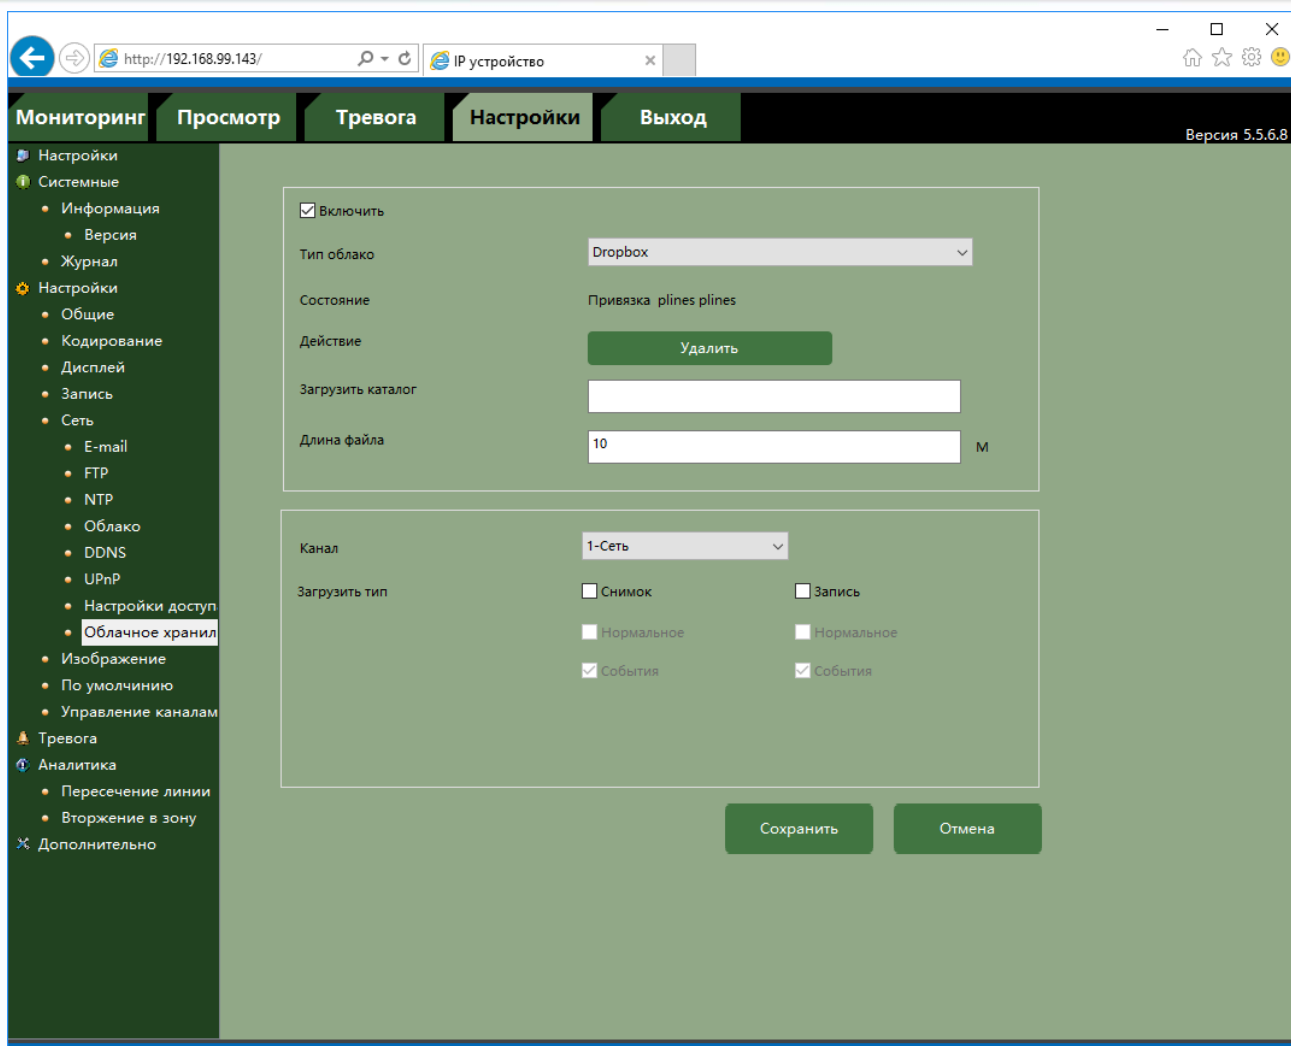 http://192.168.99.143/
IP устройство
Мониторинг Просмотр Тревога Настройки Выход
Версия 5.5.6.8
Настройки
Системные
Информация
Версия
Журнал
Настройки
Общие
Кодирование
Дисплей
Запись
Сеть
E-mail
FTP
NTP
Облако
DDNS
UPnP
Настройки доступ
Облачное хранил
Изображение
По умолчанию
Управление каналам
Тревога
Аналитика
Пересечение линии
Вторжение в зону
Дополнительно
Включить
Тип облако Dropbox
Состояние Привязка plines plines
Действие Удалить
Загрузить каталог
Длина файла 10 М
Канал 1-Сеть
Загрузить тип Снимок Запись
Нормальное Нормальное
События События
Сохранить Отмена